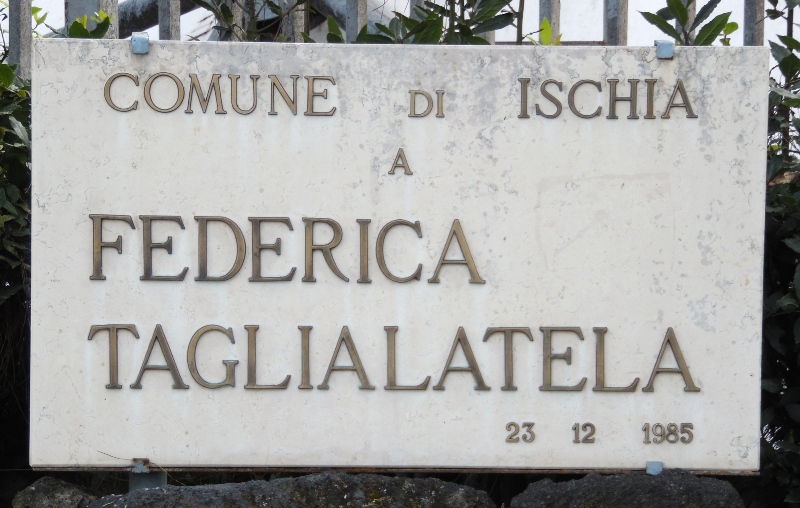 COMUNE DI ISCHIA
A
FEDERICA
TAGLIALATELA
23 12 1985